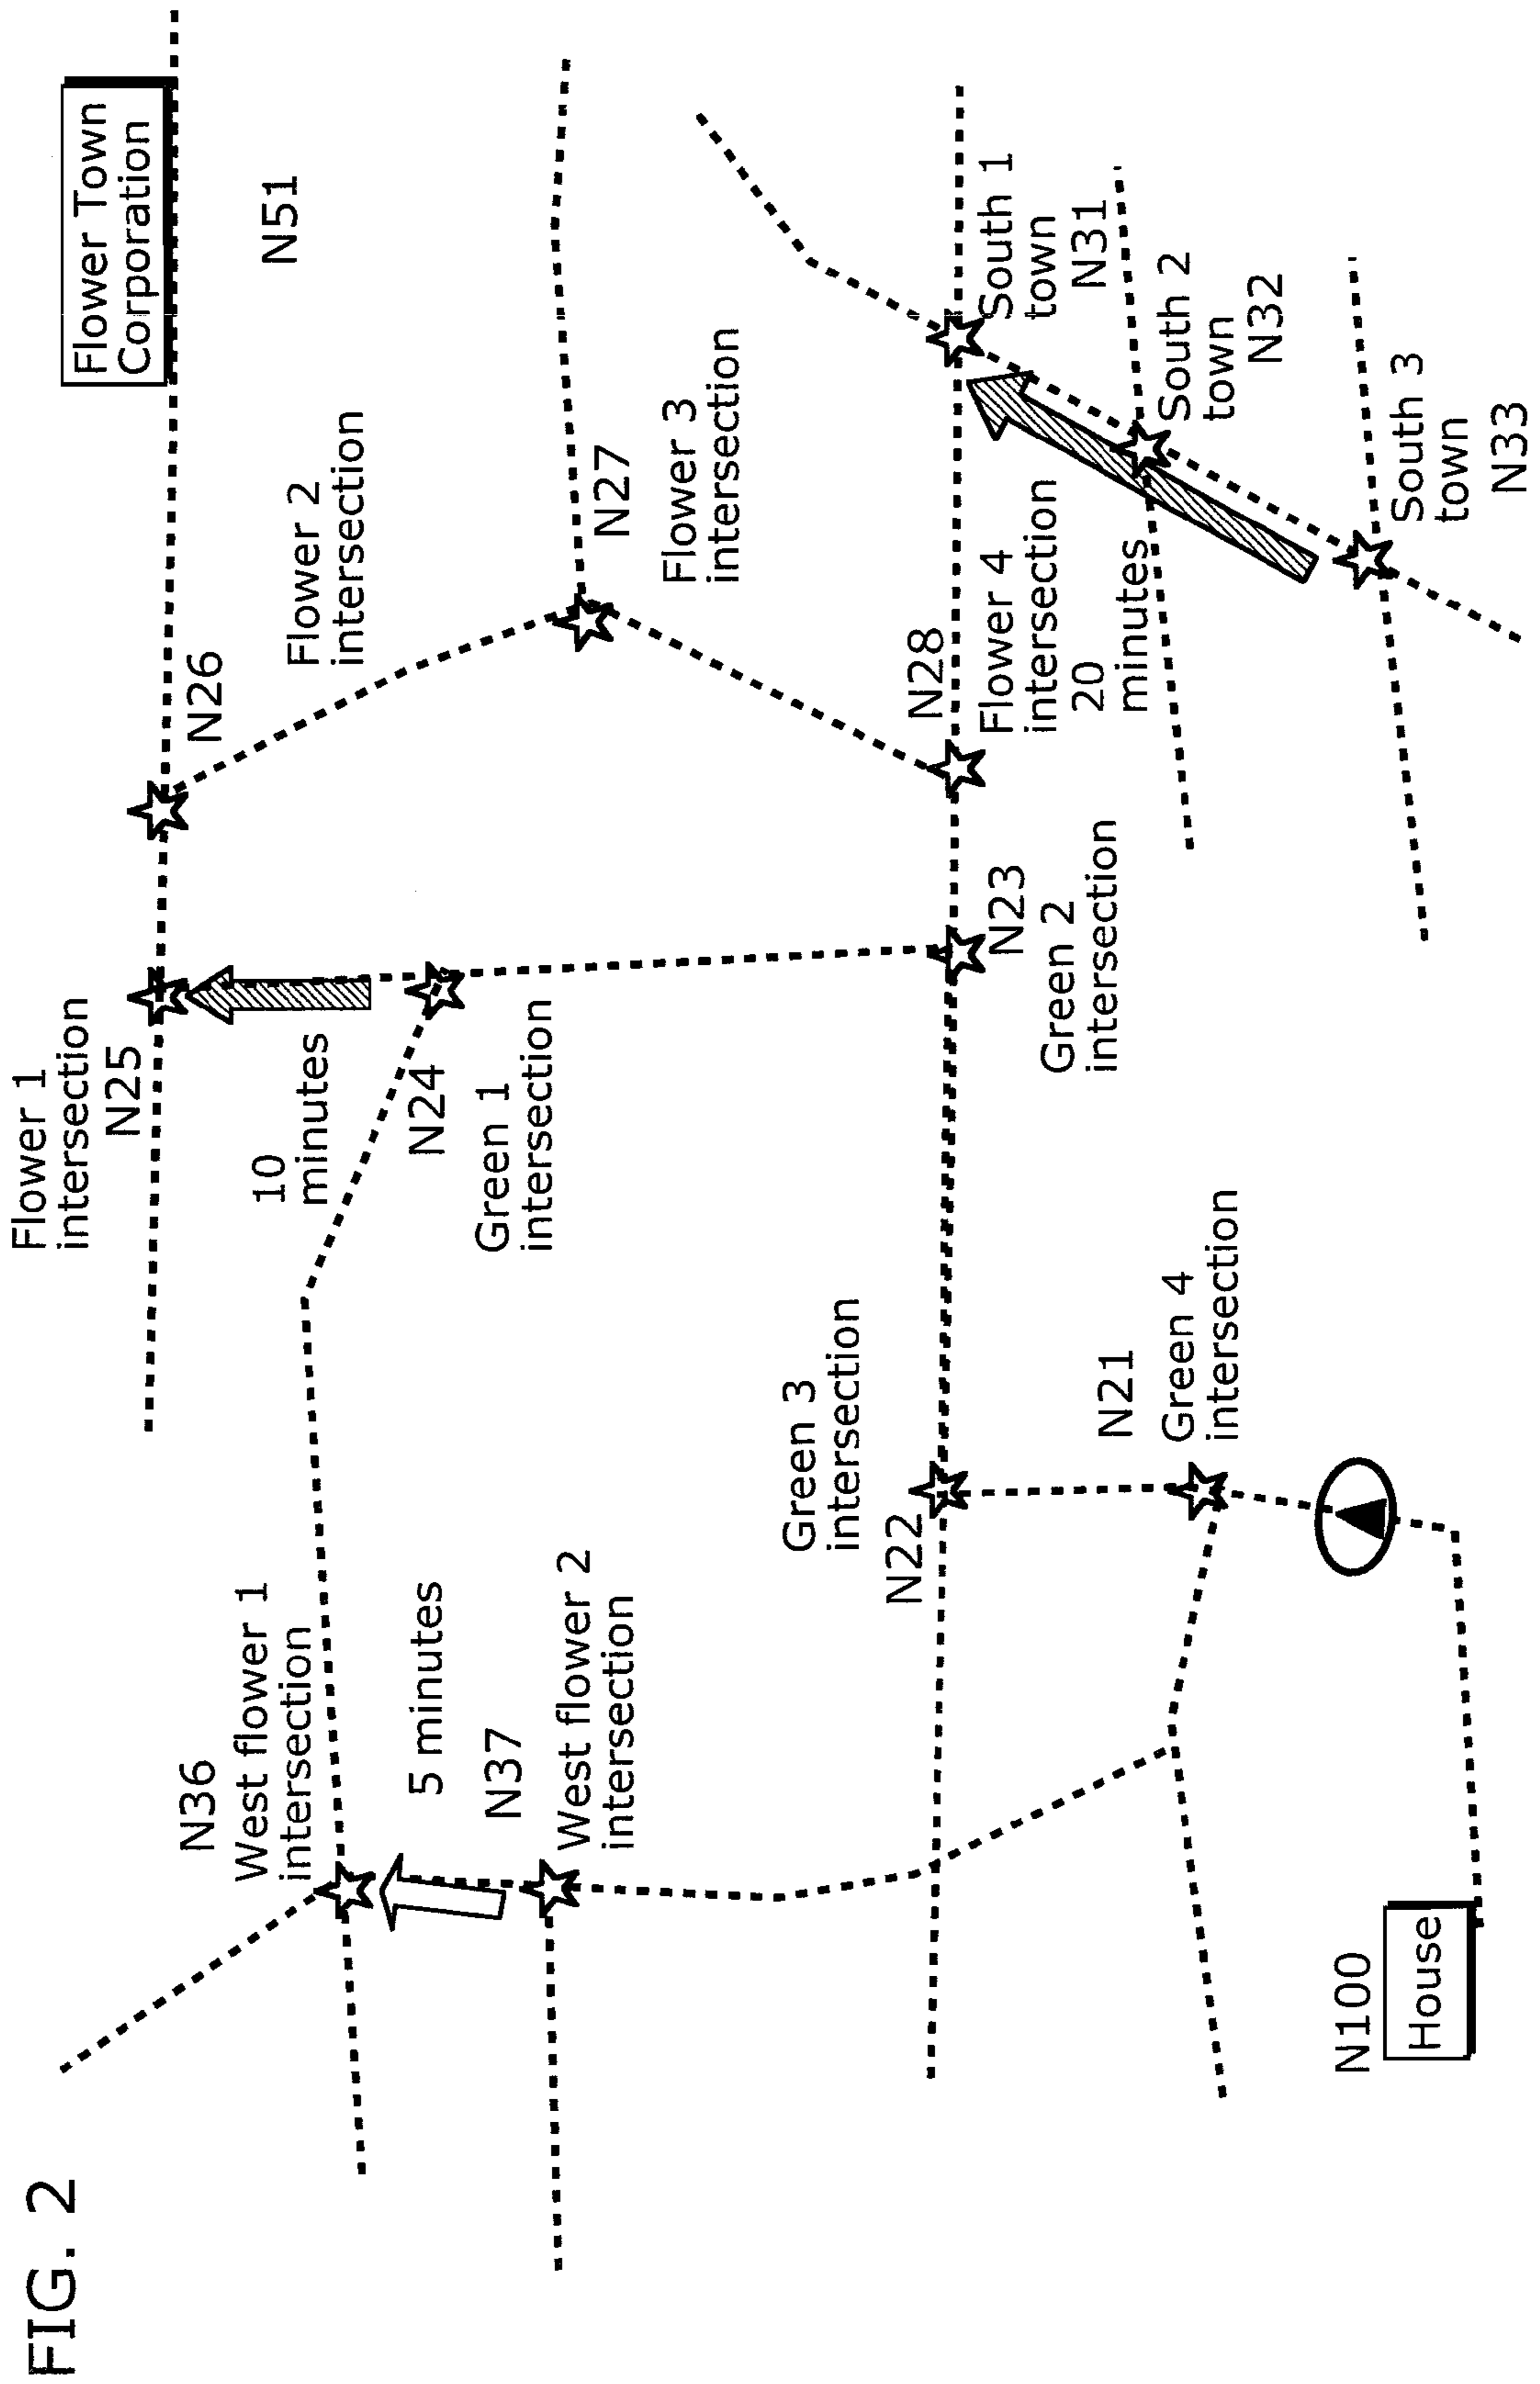 FIG. 2
Flower 1
intersection
N25
Flower Town
Corporation
N36
West flower 1
intersection
10
minutes
N26
Flower 2
intersection
N51
5 minutes
N37
West flower 2
intersection
N24
Green 1
intersection
N27
Flower 3
intersection
Green 3
intersection
N22
N28
Flower 4
intersection
20
minutes
N23
Green 2
intersection
South 1
town
N31
South 2
town
N32
N21
Green 4
intersection
South 3
town
N33
N100
House